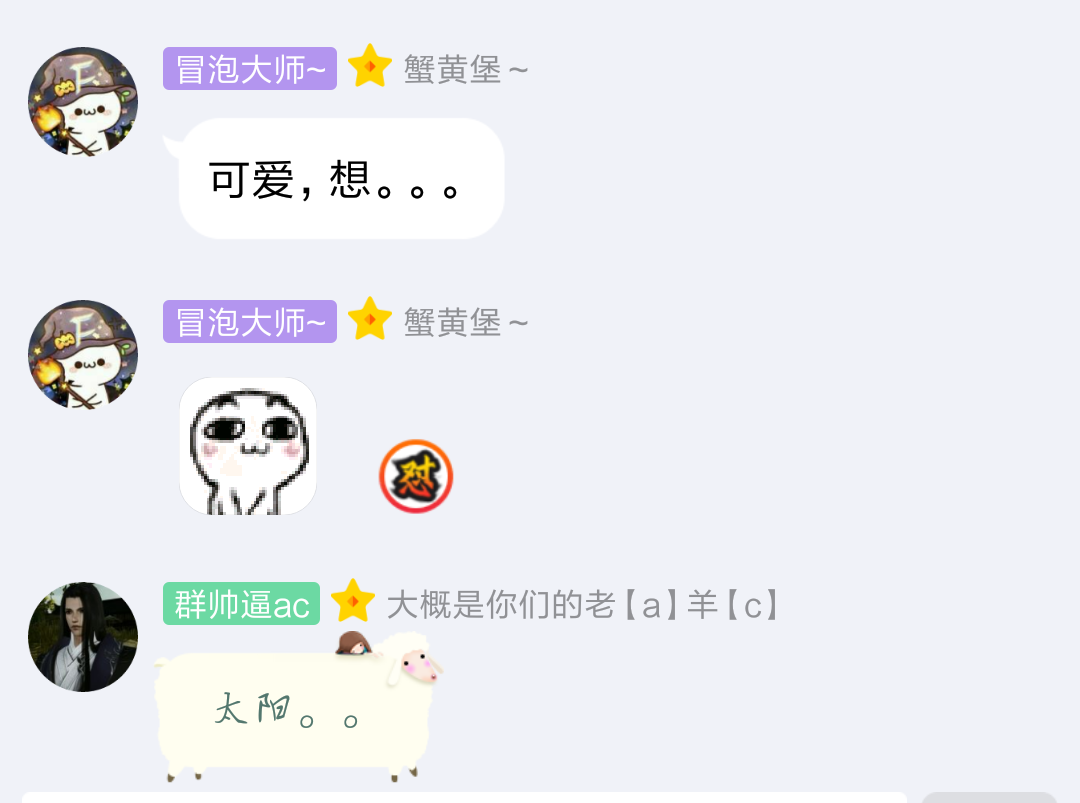 冒泡大师~ 蟹黄堡~
可爱,想。。。
冒泡大师~ 蟹黄堡~
怼
群帅逼ac 大概是你们的老【a】羊【c】
太阳。。